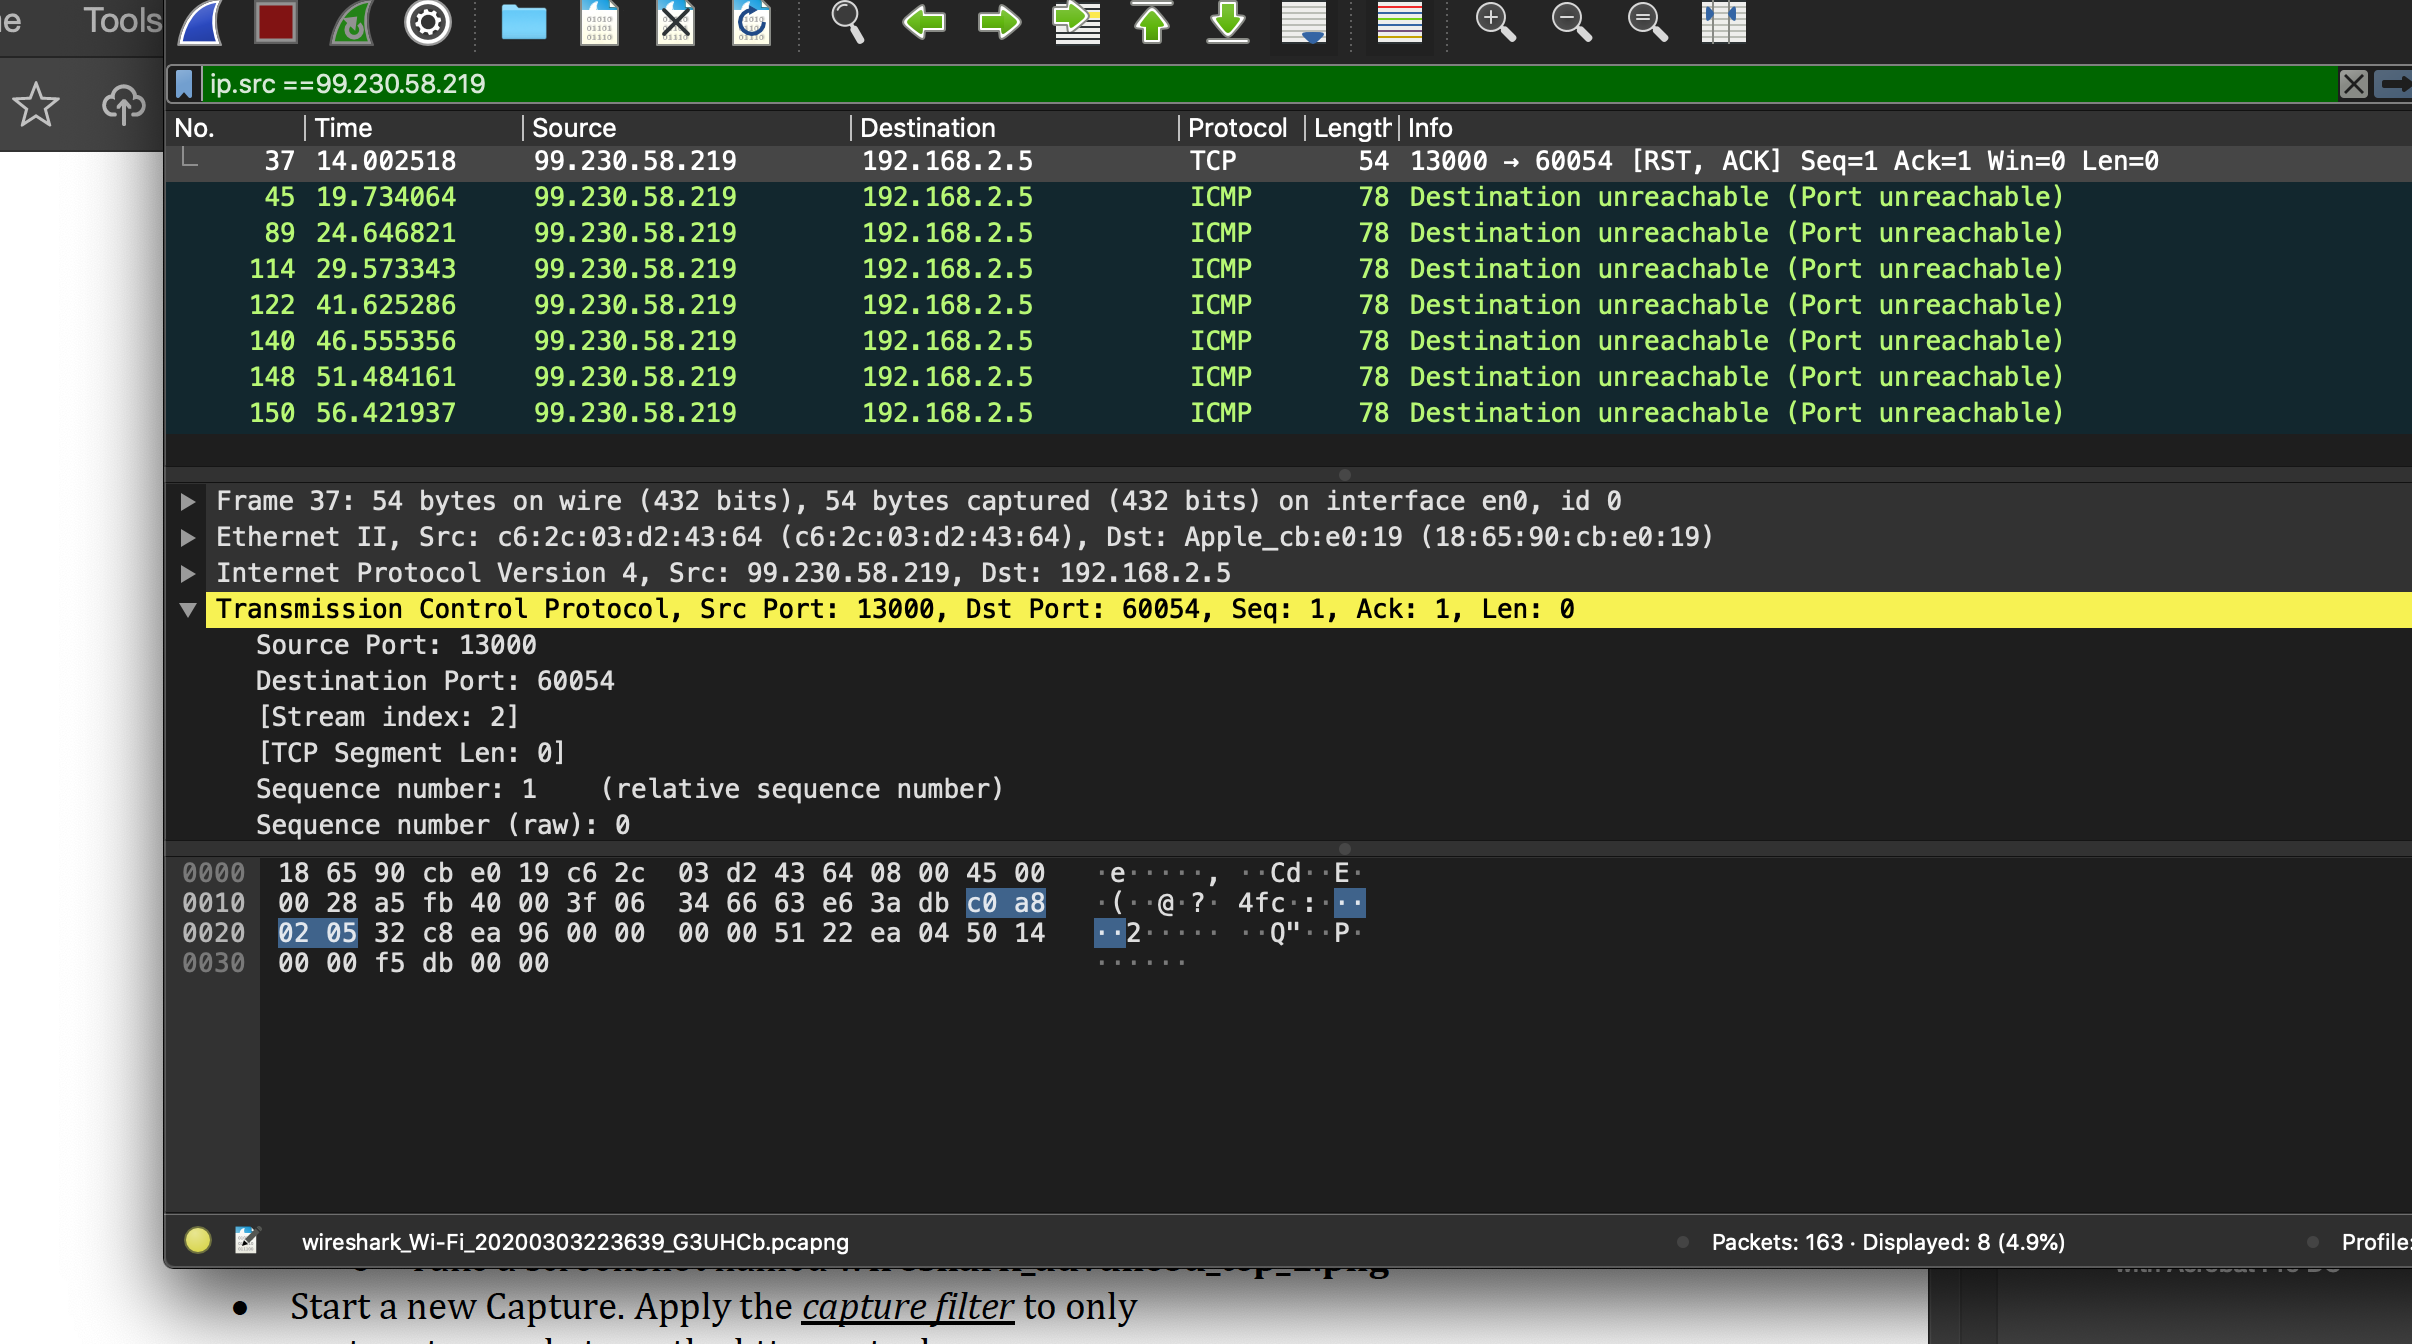 Tools
ip.src ==99.230.58.219
No. Time Source Destination Protocol Length Info
37 14.002518 99.230.58.219 192.168.2.5 TCP 54 13000 → 60054 [RST, ACK] Seq=1 Ack=1 Win=0 Len=0
45 19.734064 99.230.58.219 192.168.2.5 ICMP 78 Destination unreachable (Port unreachable)
89 24.646821 99.230.58.219 192.168.2.5 ICMP 78 Destination unreachable (Port unreachable)
114 29.573343 99.230.58.219 192.168.2.5 ICMP 78 Destination unreachable (Port unreachable)
122 41.625286 99.230.58.219 192.168.2.5 ICMP 78 Destination unreachable (Port unreachable)
140 46.555356 99.230.58.219 192.168.2.5 ICMP 78 Destination unreachable (Port unreachable)
148 51.484161 99.230.58.219 192.168.2.5 ICMP 78 Destination unreachable (Port unreachable)
150 56.421937 99.230.58.219 192.168.2.5 ICMP 78 Destination unreachable (Port unreachable)
Frame 37: 54 bytes on wire (432 bits), 54 bytes captured (432 bits) on interface en0, id 0
Ethernet II, Src: c6:2c:03:d2:43:64 (c6:2c:03:d2:43:64), Dst: Apple_cb:e0:19 (18:65:90:cb:e0:19)
Internet Protocol Version 4, Src: 99.230.58.219, Dst: 192.168.2.5
Transmission Control Protocol, Src Port: 13000, Dst Port: 60054, Seq: 1, Ack: 1, Len: 0
Source Port: 13000
Destination Port: 60054
[Stream index: 2]
[TCP Segment Len: 0]
Sequence number: 1 (relative sequence number)
Sequence number (raw): 0
0000 18 65 90 cb e0 19 c6 2c 03 d2 43 64 08 00 45 00 ·e·····, ··Cd··E·
0010 00 28 a5 fb 40 00 3f 06 34 66 63 e6 3a db c0 a8 ·(··@·?· 4fc·:···
0020 02 05 32 c8 ea 96 00 00 00 00 51 22 ea 04 50 14 ··2····· ··Q"··P·
0030 00 00 f5 db 00 00 ······
wireshark_Wi-Fi_20200303223639_G3UHCb.pcapng Packets: 163 · Displayed: 8 (4.9%) Profile:
• Start a new Capture. Apply the capture filter to only